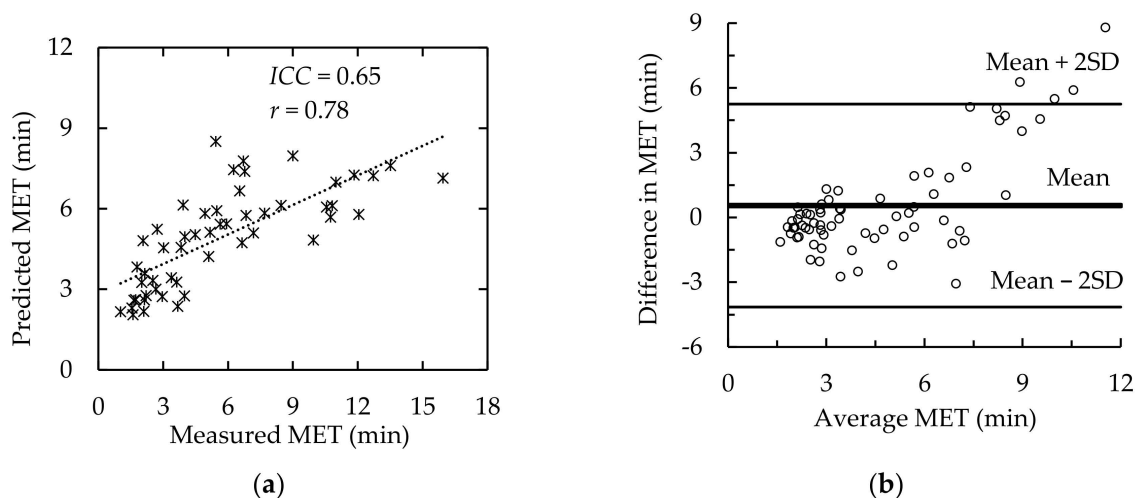 12
9
6
3
0
Predicted MET (min)
ICC = 0.65
r = 0.78
0 3 6 9 12 15 18
Measured MET (min)
(a)
9
6
3
0
-3
-6
Difference in MET (min)
Mean + 2SD
Mean
Mean − 2SD
0 3 6 9 12
Average MET (min)
(b)